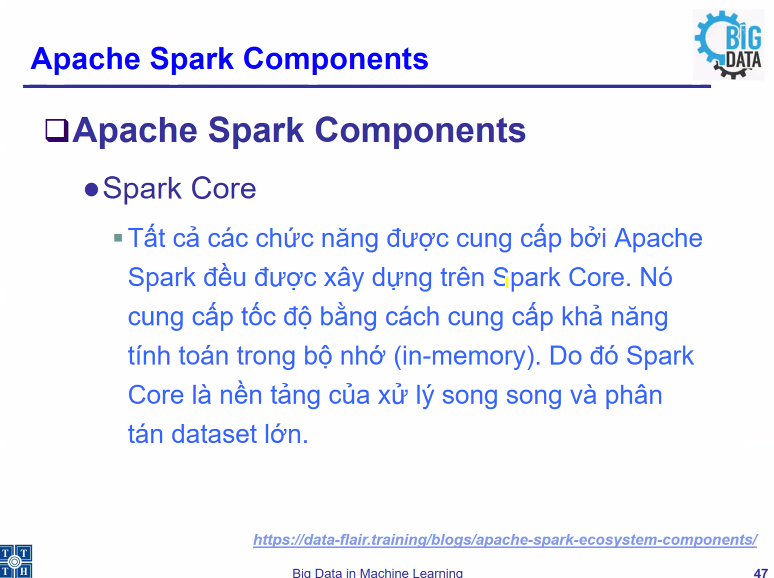 BIG
DATA
Apache Spark Components
Apache Spark Components
Spark Core
Tất cả các chức năng được cung cấp bởi Apache
Spark đều được xây dựng trên Spark Core. Nó
cung cấp tốc độ bằng cách cung cấp khả năng
tính toán trong bộ nhớ (in-memory). Do đó Spark
Core là nền tảng của xử lý song song và phân
tán dataset lớn.
https://data-flair.training/blogs/apache-spark-ecosystem-components/
T T
T H
Big Data in Machine Learning
47